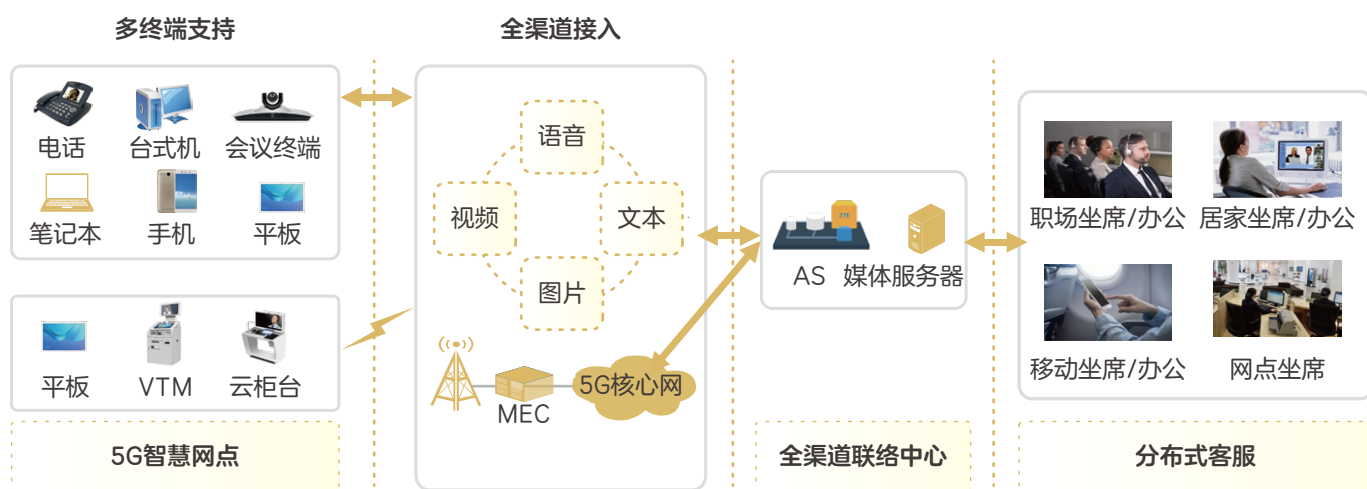 多终端支持
全渠道接入
电话
台式机
会议终端
笔记本
手机
平板
平板
VTM
云柜台
5G智慧网点
语音
视频
文本
图片
MEC
5G核心网
ZTE
AS
媒体服务器
全渠道联络中心
职场坐席/办公
居家坐席/办公
移动坐席/办公
网点坐席
分布式客服